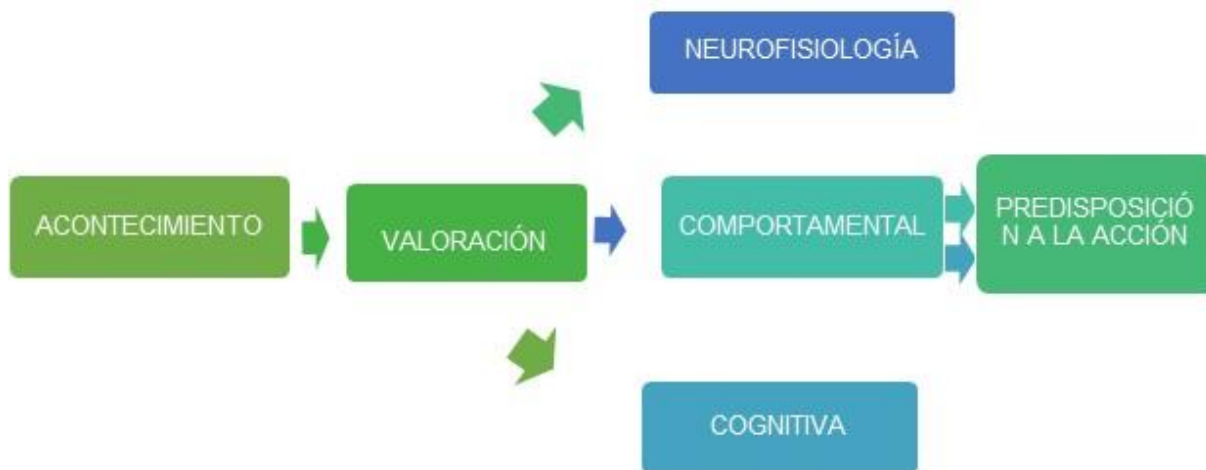 NEUROFISIOLOGÍA
ACONTECIMIENTO
VALORACIÓN
COMPORTAMENTAL
PREDISPOSICIÓ
N A LA ACCIÓN
COGNITIVA